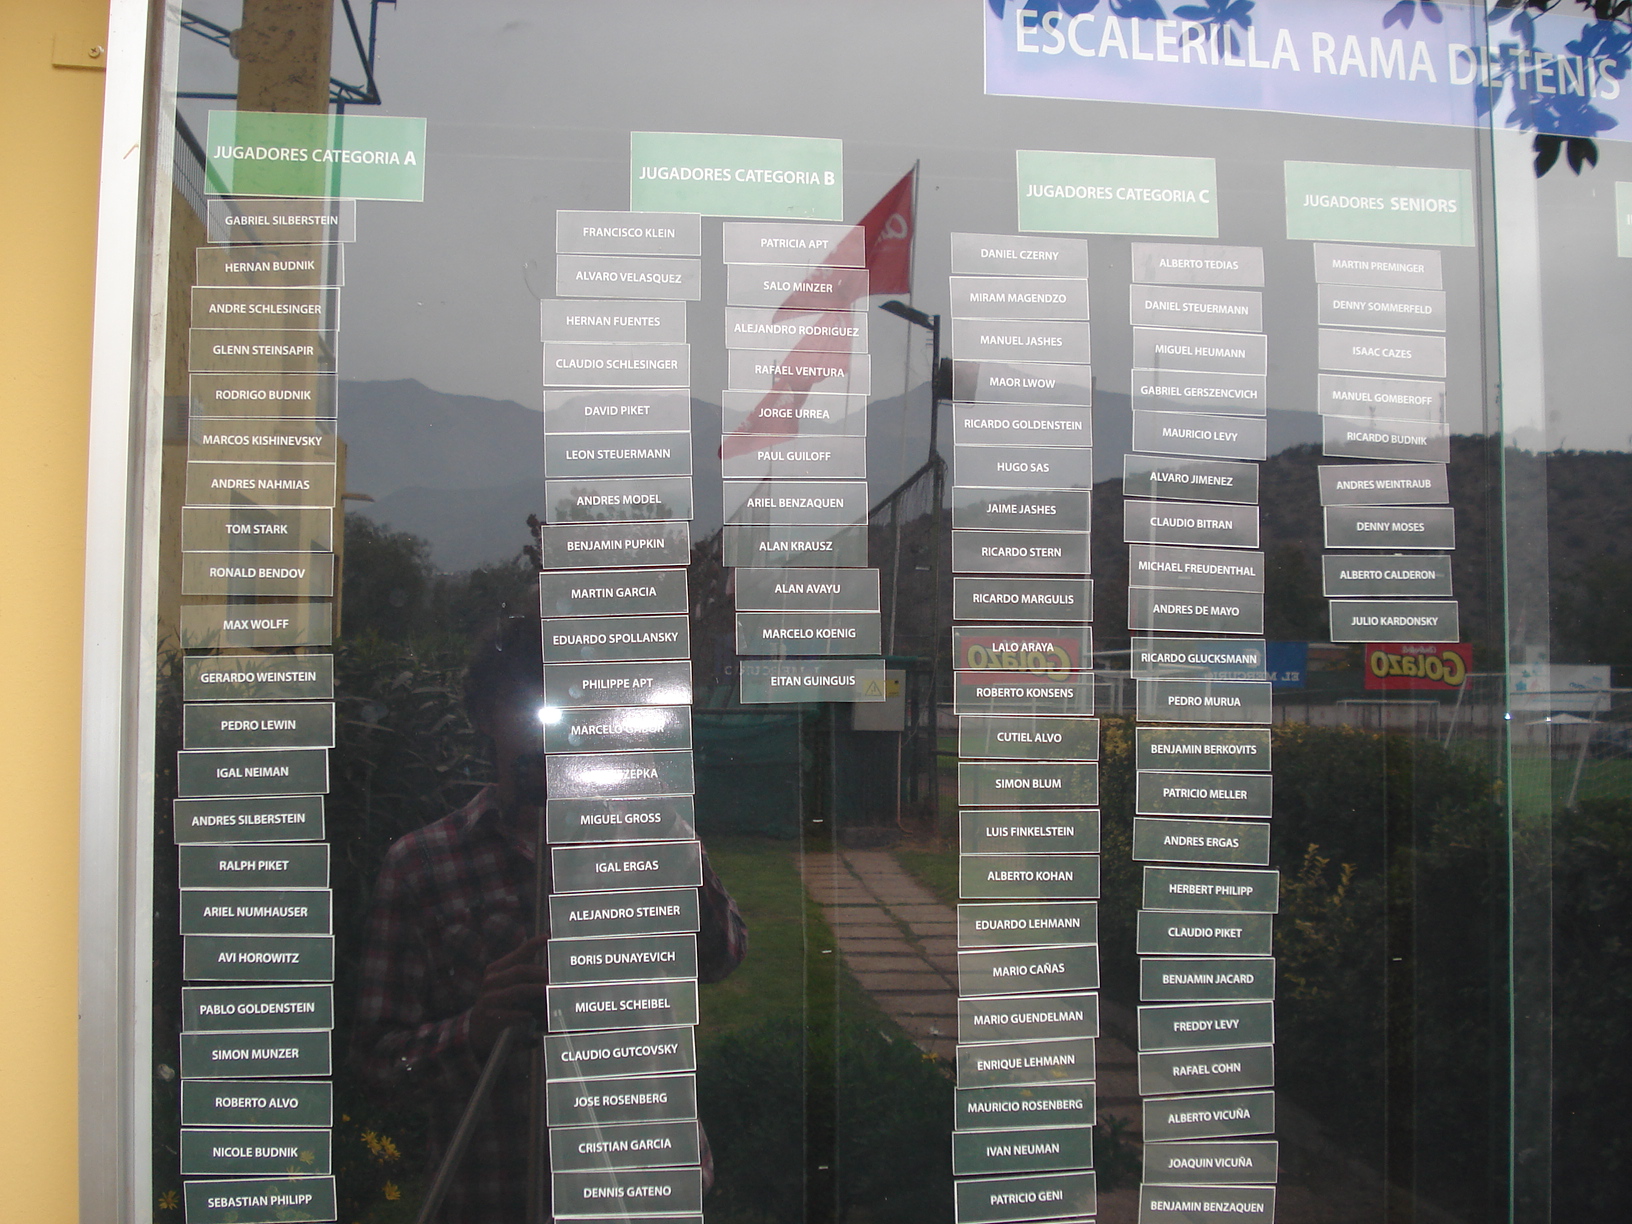 ESCALERILLA RAMA DE TENIS
JUGADORES CATEGORIA A
GABRIEL SILBERSTEIN
HERNAN BUDNIK
ANDRE SCHLESINGER
GLENN STEINSAPIR
RODRIGO BUDNIK
MARCOS KISHINEVSKY
ANDRES NAHMIAS
TOM STARK
RONALD BENDOV
MAX WOLFF
GERARDO WEINSTEIN
PEDRO LEWIN
IGAL NEIMAN
ANDRES SILBERSTEIN
RALPH PIKET
ARIEL NUMHAUSER
AVI HOROWITZ
PABLO GOLDENSTEIN
SIMON MUNZER
ROBERTO ALVO
NICOLE BUDNIK
SEBASTIAN PHILIPP
JUGADORES CATEGORIA B
FRANCISCO KLEIN
ALVARO VELASQUEZ
HERNAN FUENTES
CLAUDIO SCHLESINGER
DAVID PIKET
LEON STEUERMANN
ANDRES MODEL
BENJAMIN PUPKIN
MARTIN GARCIA
EDUARDO SPOLLANSKY
PHILIPPE APT
MARCELO
MIGUEL GROSS
IGAL ERGAS
ALEJANDRO STEINER
BORIS DUNAYEVICH
MIGUEL SCHEIBEL
CLAUDIO GUTCOVSKY
JOSE ROSENBERG
CRISTIAN GARCIA
DENNIS GATENO
PATRICIA APT
SALO MINZER
ALEJANDRO RODRIGUEZ
RAFAEL VENTURA
JORGE URREA
PAUL GUILOFF
ARIEL BENZAQUEN
ALAN KRAUSZ
ALAN AVAYU
MARCELO KOENIG
EITAN GUINGUIS
JUGADORES CATEGORIA C
DANIEL CZERNY
MIRAM MAGENDZO
MANUEL JASHES
MAOR LWOW
RICARDO GOLDENSTEIN
HUGO SAS
JAIME JASHES
RICARDO STERN
RICARDO MARGULIS
LALO ARAYA
ROBERTO KONSENS
CUTIEL ALVO
SIMON BLUM
LUIS FINKELSTEIN
ALBERTO KOHAN
EDUARDO LEHMANN
MARIO CAÑAS
MARIO GUENDELMAN
ENRIQUE LEHMANN
MAURICIO ROSENBERG
IVAN NEUMAN
PATRICIO GENI
ALBERTO TEDIAS
DANIEL STEUERMANN
MIGUEL HEUMANN
GABRIEL GERSZENCVICH
MAURICIO LEVY
ALVARO JIMENEZ
CLAUDIO BITRAN
MICHAEL FREUDENTHAL
ANDRES DE MAYO
RICARDO GLUCKSMANN
PEDRO MURUA
BENJAMIN BERKOVITS
PATRICIO MELLER
ANDRES ERGAS
HERBERT PHILIPP
CLAUDIO PIKET
BENJAMIN JACARD
FREDDY LEVY
RAFAEL COHN
ALBERTO VICUÑA
JOAQUIN VICUÑA
BENJAMIN BENZAQUEN
JUGADORES SENIORS
MARTIN PREMINGER
DENNY SOMMERFELD
ISAAC CAZES
MANUEL GOMBEROFF
RICARDO BUDNIK
ANDRES WEINTRAUB
DENNY MOSES
ALBERTO CALDERON
JULIO KARDONSKY
GOLAZO
EL MERCURIO
GOLAZO